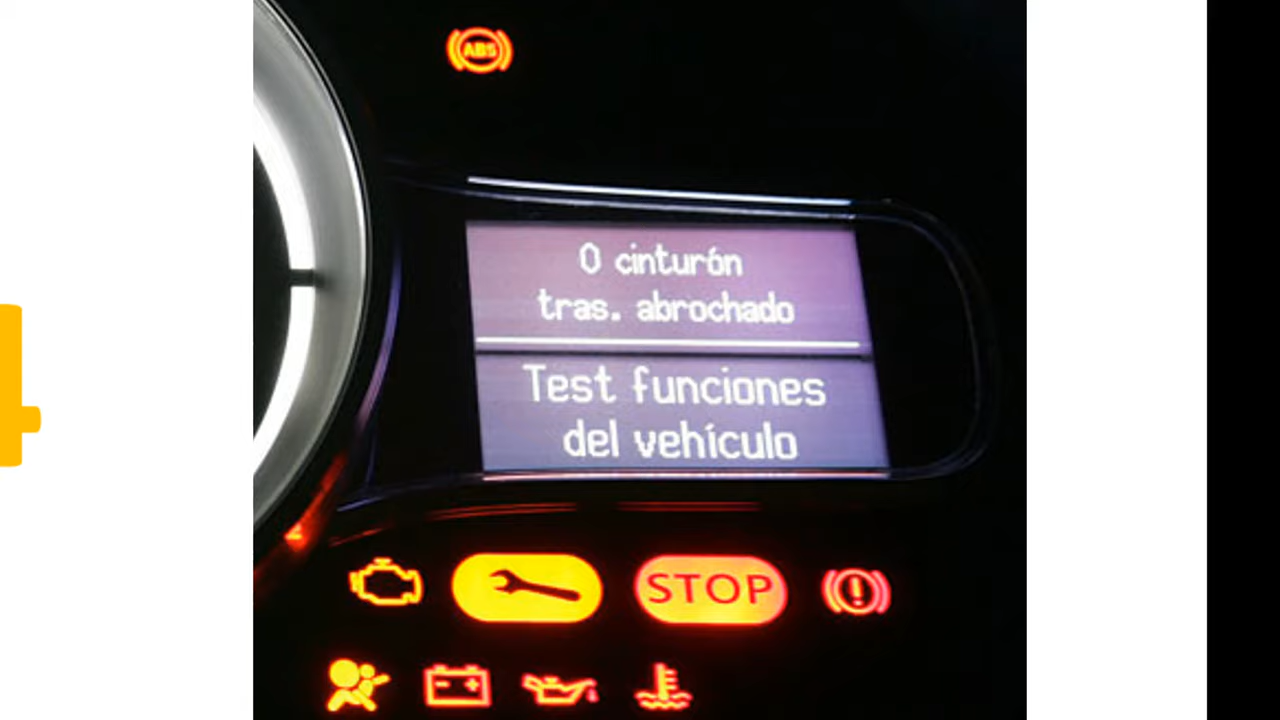 ABS
0 cinturón
tras. abrochado
Test funciones
del vehículo
STOP